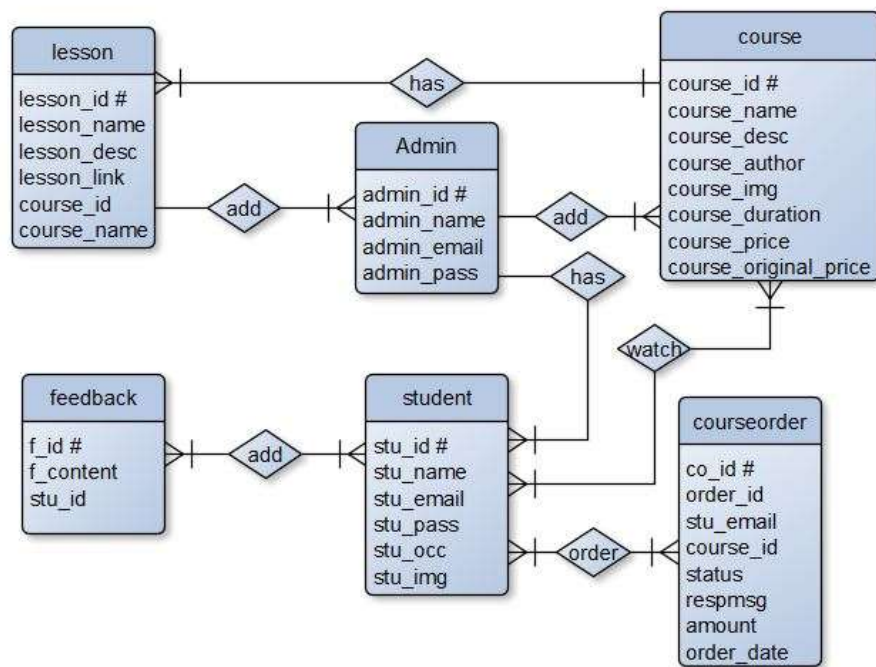 lesson
lesson_id #
lesson_name
lesson_desc
lesson_link
course_id
course_name
has
course
course_id #
course_name
course_desc
course_author
course_img
course_duration
course_price
course_original_price
Admin
admin_id #
admin_name
admin_email
admin_pass
add
add
has
watch
feedback
f_id #
f_content
stu_id
add
student
stu_id #
stu_name
stu_email
stu_pass
stu_occ
stu_img
order
courseorder
co_id #
order_id
stu_email
course_id
status
respmsg
amount
order_date